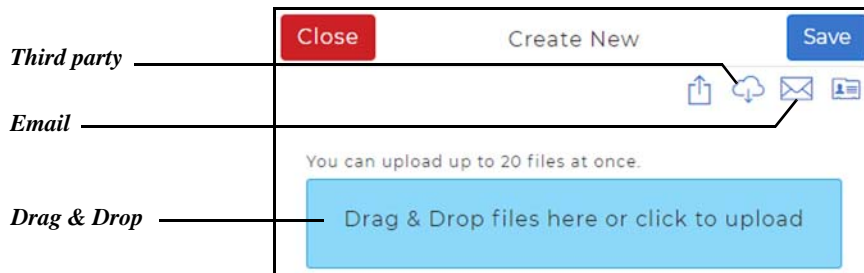 Close
Create New
Save
Third party
Email
You can upload up to 20 files at once.
Drag & Drop
Drag & Drop files here or click to upload